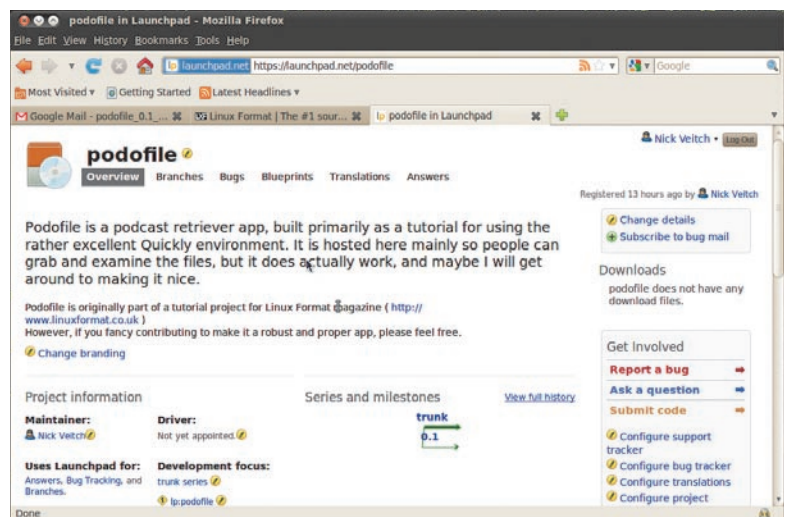 podofile in Launchpad - Mozilla Firefox
File Edit View History Bookmarks Tools Help
launchpad.net https://launchpad.net/podofile
Google
Most Visited Getting Started Latest Headlines
Google Mail - podofile_0.1_... Linux Format | The #1 sour... podofile in Launchpad
Nick Veitch • Log Out
podofile
Overview Branches Bugs Blueprints Translations Answers
Registered 13 hours ago by Nick Veitch
Podofile is a podcast retriever app, built primarily as a tutorial for using the
rather excellent Quickly environment. It is hosted here mainly so people can
grab and examine the files, but it does actually work, and maybe I will get
around to making it nice.
Podofile is originally part of a tutorial project for Linux Format magazine ( http://
www.linuxformat.co.uk )
However, if you fancy contributing to make it a robust and proper app, please feel free.
Change branding
Change details
Subscribe to bug mail
Downloads
podofile does not have any
download files.
Get Involved
Report a bug
Ask a question
Submit code
Configure support
tracker
Configure bug tracker
Configure translations
Configure project
Project information
Maintainer:
Nick Veitch
Driver:
Not yet appointed.
Uses Launchpad for:
Answers, Bug Tracking, and
Branches.
Development focus:
trunk series
lp:podofile
Series and milestones
View full history
trunk
0.1
Done